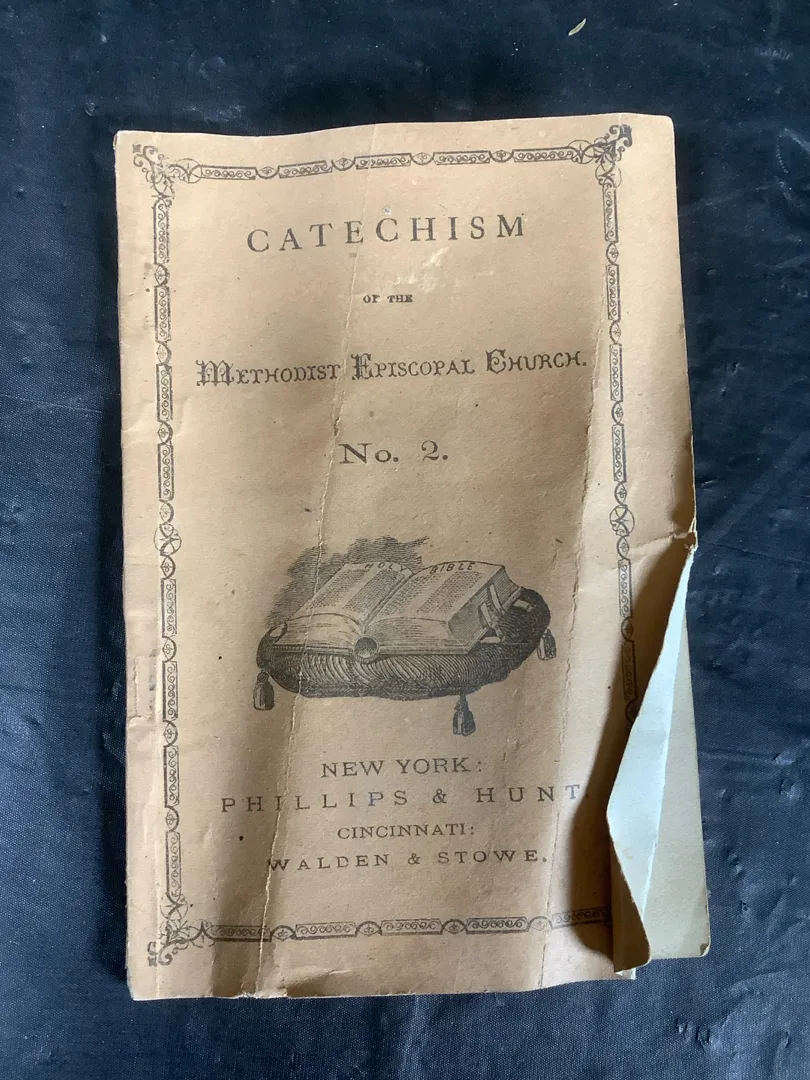 CATECHISM
OF THE
METHODIST EPISCOPAL CHURCH.
No. 2.
HOLY BIBLE
NEW YORK:
PHILLIPS & HUNT.
CINCINNATI:
WALDEN & STOWE.